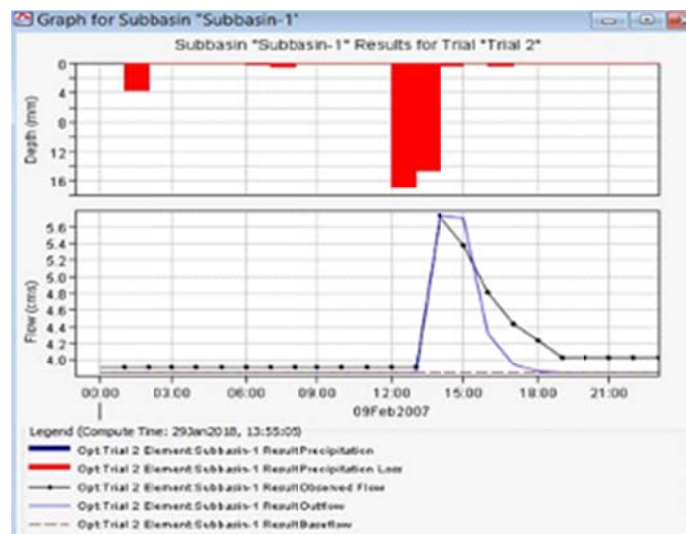 Graph for Subbasin "Subbasin-1"
Subbasin "Subbasin-1" Results for Trial "Trial 2"
0
4
8
12
16
Depth (mm)
5.6
5.4
5.2
5.0
4.8
4.6
4.4
4.2
4.0
Flow (cms)
00:00 03:00 06:00 09:00 12:00 15:00 18:00 21:00
09Feb2007
Legend (Compute Time: 29Jan2018, 13:55:05)
Opt:Trial 2 Element:Subbasin-1 Result:Precipitation
Opt:Trial 2 Element:Subbasin-1 Result:Precipitation Loss
Opt:Trial 2 Element:Subbasin-1 Result:Observed Flow
Opt:Trial 2 Element:Subbasin-1 Result:Outflow
Opt:Trial 2 Element:Subbasin-1 Result:Baseflow